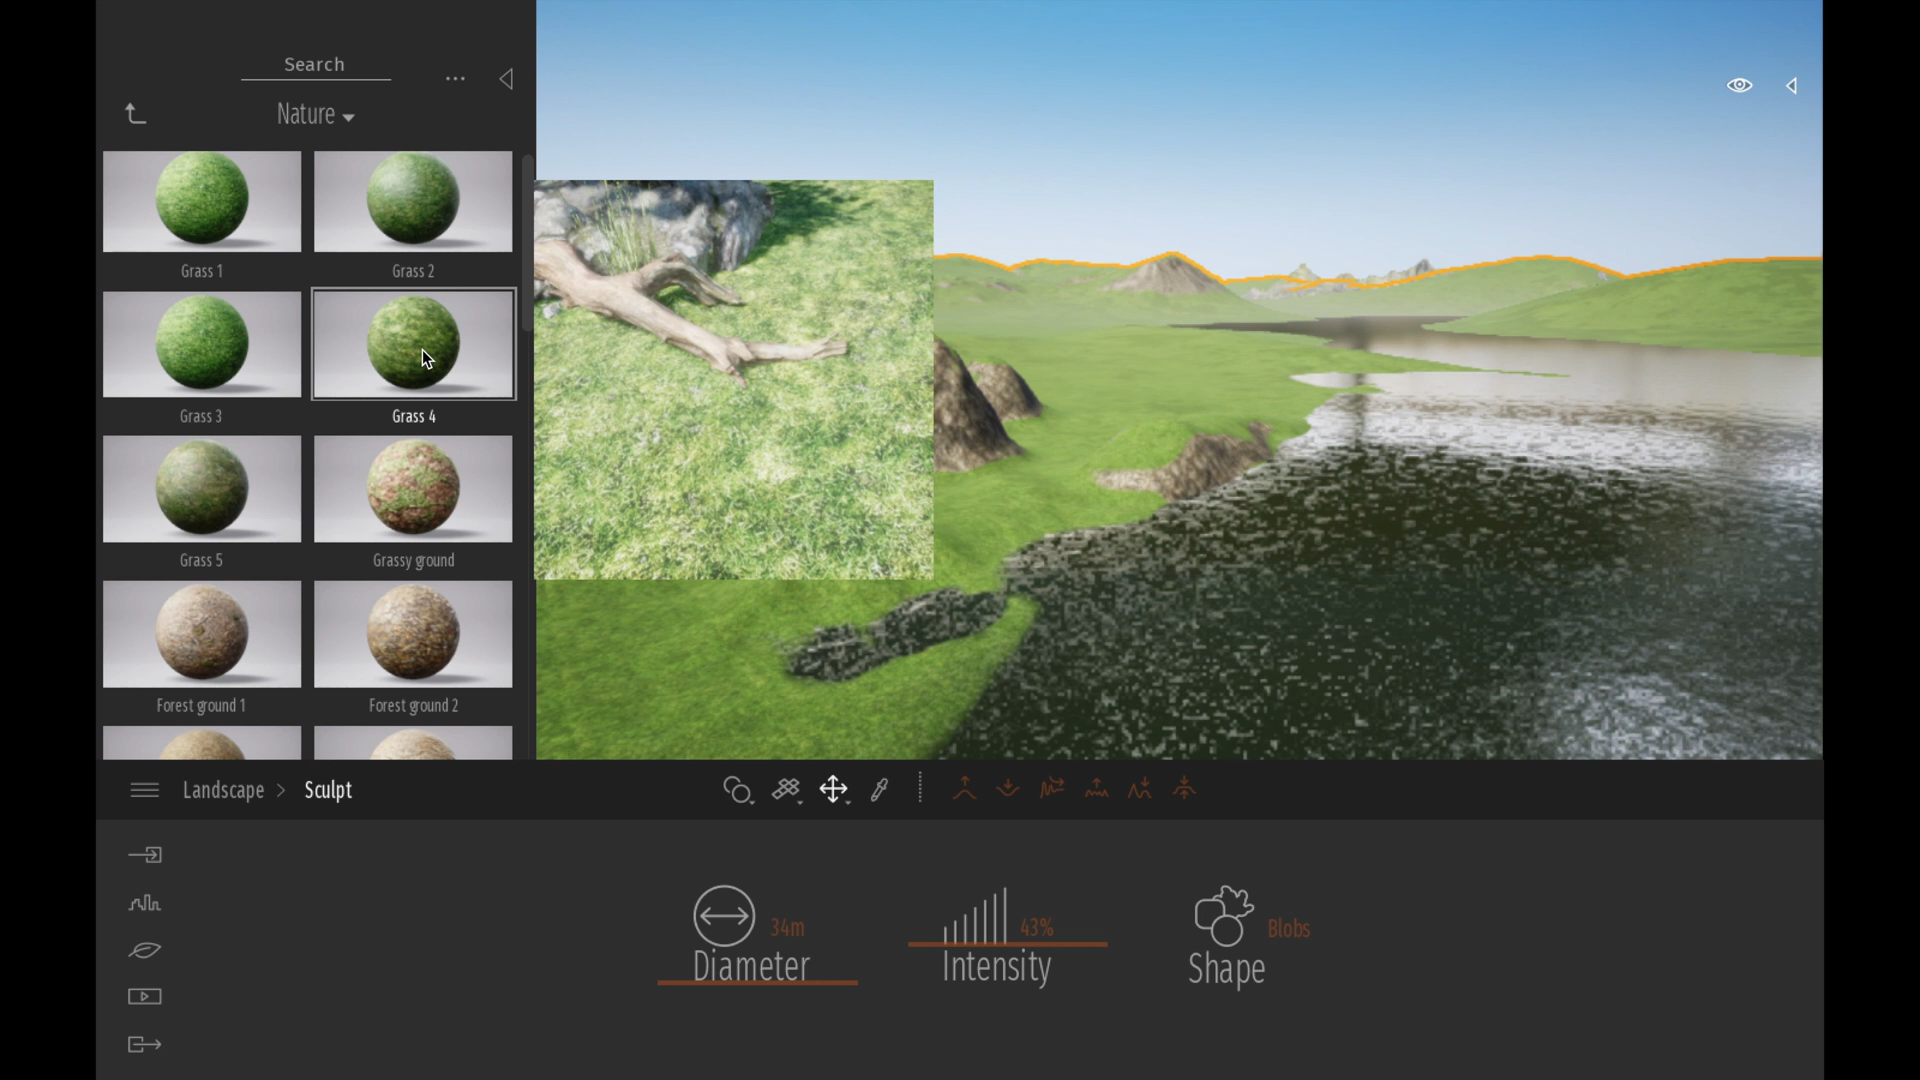 Search
...
Nature
Grass 1
Grass 2
Grass 3
Grass 4
Grass 5
Grassy ground
Forest ground 1
Forest ground 2
Landscape > Sculpt
34m
Diameter
43%
Intensity
Blobs
Shape